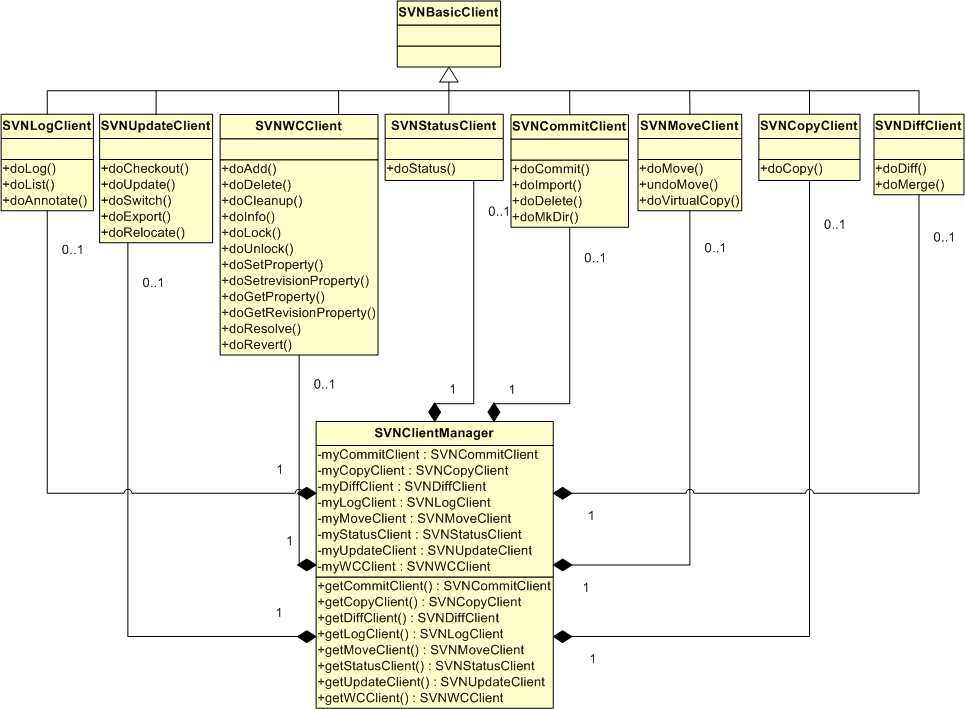 SVNBasicClient
SVNLogClient
+doLog()
+doList()
+doAnnotate()
SVNUpdateClient
+doCheckout()
+doUpdate()
+doSwitch()
+doExport()
+doRelocate()
SVNWCClient
+doAdd()
+doDelete()
+doCleanup()
+doInfo()
+doLock()
+doUnlock()
+doSetProperty()
+doSetrevisionProperty()
+doGetProperty()
+doGetRevisionProperty()
+doResolve()
+doRevert()
SVNStatusClient
+doStatus()
SVNCommitClient
+doCommit()
+doImport()
+doDelete()
+doMkDir()
SVNMoveClient
+doMove()
+undoMove()
+doVirtualCopy()
SVNCopyClient
+doCopy()
SVNDiffClient
+doDiff()
+doMerge()
0..1
0..1
0..1
0..1
0..1
0..1
0..1
0..1
1
1
SVNClientManager
-myCommitClient : SVNCommitClient
-myCopyClient : SVNCopyClient
-myDiffClient : SVNDiffClient
-myLogClient : SVNLogClient
-myMoveClient : SVNMoveClient
-myStatusClient : SVNStatusClient
-myUpdateClient : SVNUpdateClient
-myWCClient : SVNWCClient
+getCommitClient() : SVNCommitClient
+getCopyClient() : SVNCopyClient
+getDiffClient() : SVNDiffClient
+getLogClient() : SVNLogClient
+getMoveClient() : SVNMoveClient
+getStatusClient() : SVNStatusClient
+getUpdateClient() : SVNUpdateClient
+getWCClient() : SVNWCClient
1
1
1
1
1
1